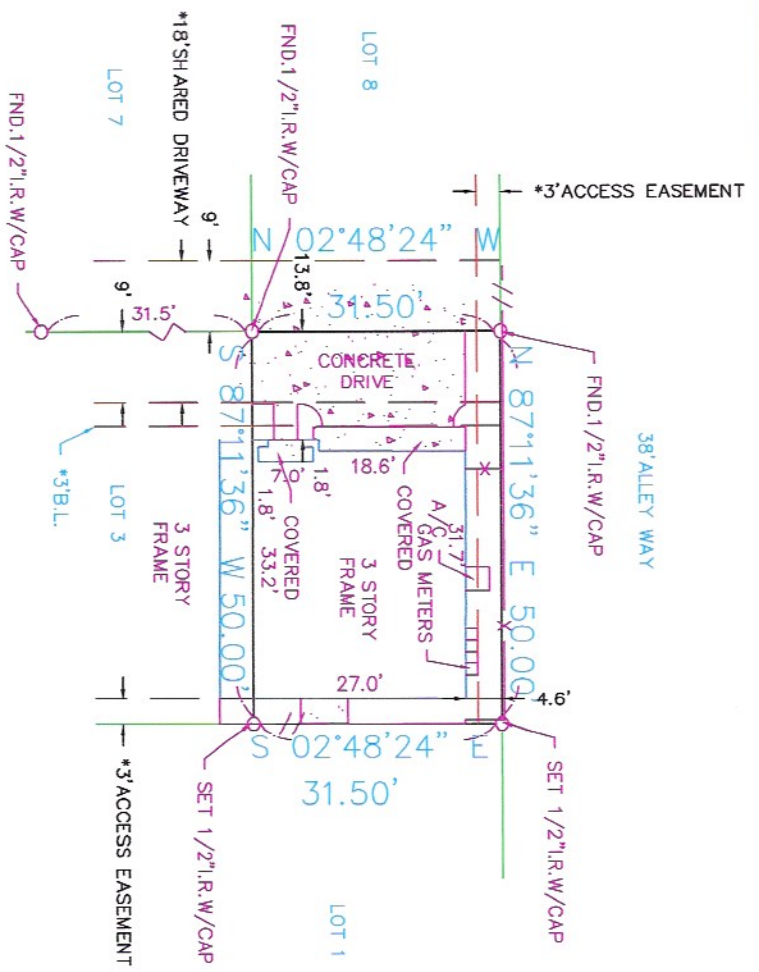 LOT 8
*18'SHARED DRIVEWAY
LOT 7
FND.1/2"I.R.W/CAP
FND.1/2"I.R.W/CAP
*3'ACCESS EASEMENT
N 02°48'24" W
31.50'
9'
13.8'
9'
31.5'
CONCRETE
DRIVE
FND.1/2"I.R.W/CAP
38'ALLEY WAY
N 87°11'36" E 50.00'
S 87°11'36" W 50.00'
*3'B.L.
LOT 3
3 STORY
FRAME
18.6'
7.0'
1.8'
1.8'
COVERED
33.2'
COVERED
31.7'
A/C
GAS METERS
3 STORY
FRAME
27.0'
4.6'
S 02°48'24" E
31.50'
SET 1/2"I.R.W/CAP
SET 1/2"I.R.W/CAP
*3'ACCESS EASEMENT
LOT 1